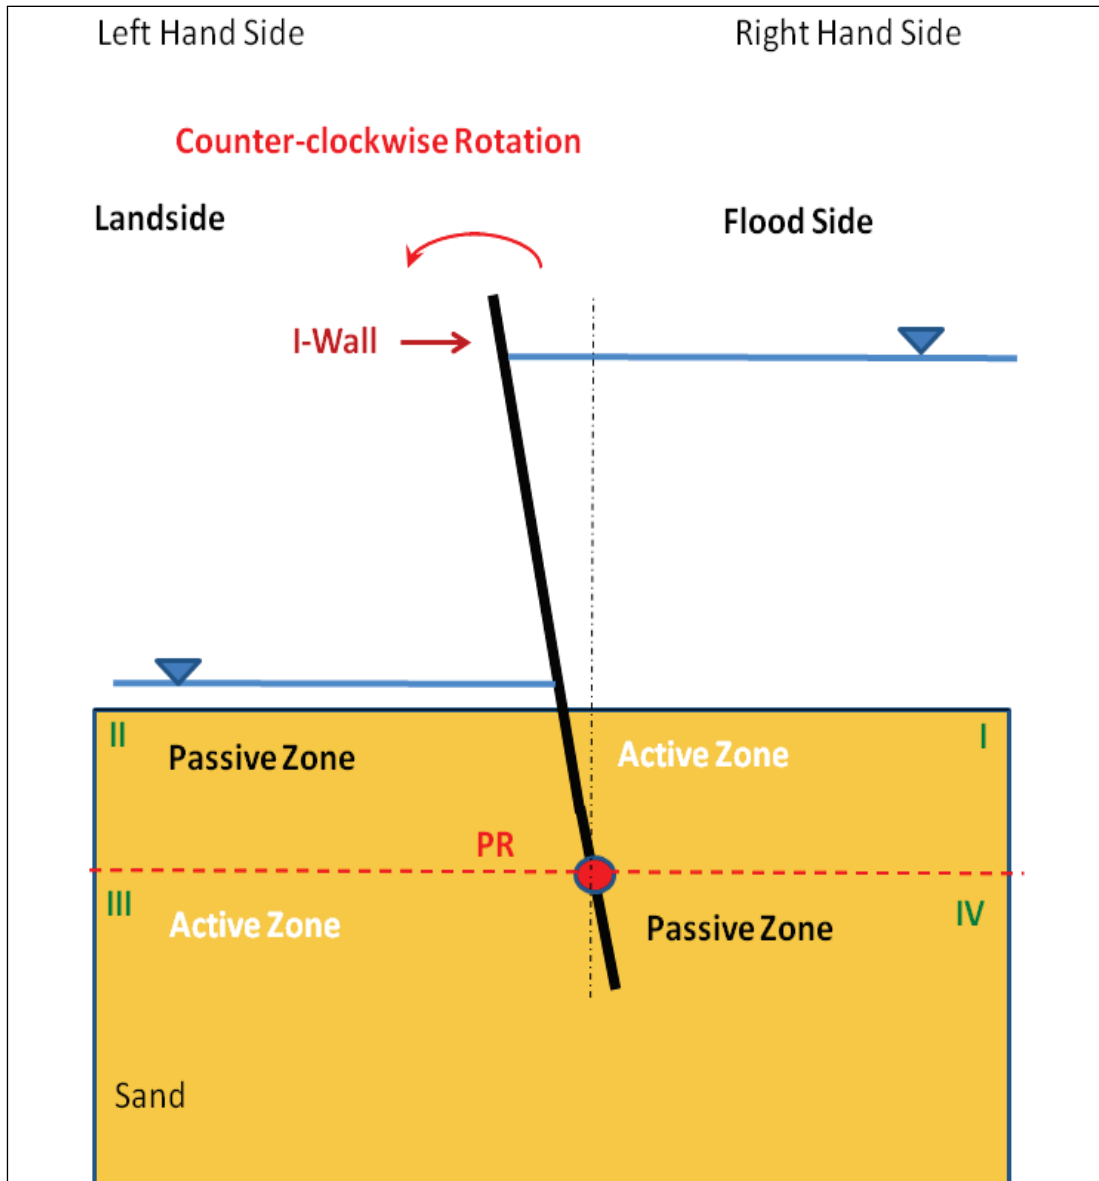 Left Hand Side
Right Hand Side
Counter-clockwise Rotation
Landside
Flood Side
I-Wall
II
Passive Zone
Active Zone
I
PR
III
Active Zone
Passive Zone
IV
Sand